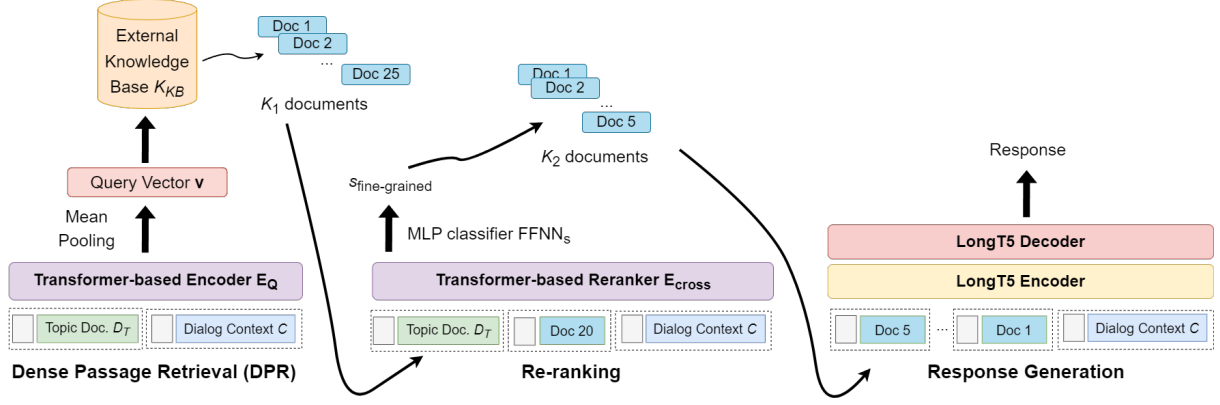 External
Knowledge
Base K_KB
Doc 1
Doc 2
...
Doc 25
K_1 documents
Query Vector v
Mean
Pooling
Transformer-based Encoder E_Q
Topic Doc. D_T
Dialog Context C
Dense Passage Retrieval (DPR)
Doc 1
Doc 2
...
Doc 5
K_2 documents
s_fine-grained
MLP classifier FFNN_s
Transformer-based Reranker E_cross
Topic Doc. D_T
Doc 20
Dialog Context C
Re-ranking
Response
LongT5 Decoder
LongT5 Encoder
Doc 5
...
Doc 1
Dialog Context C
Response Generation